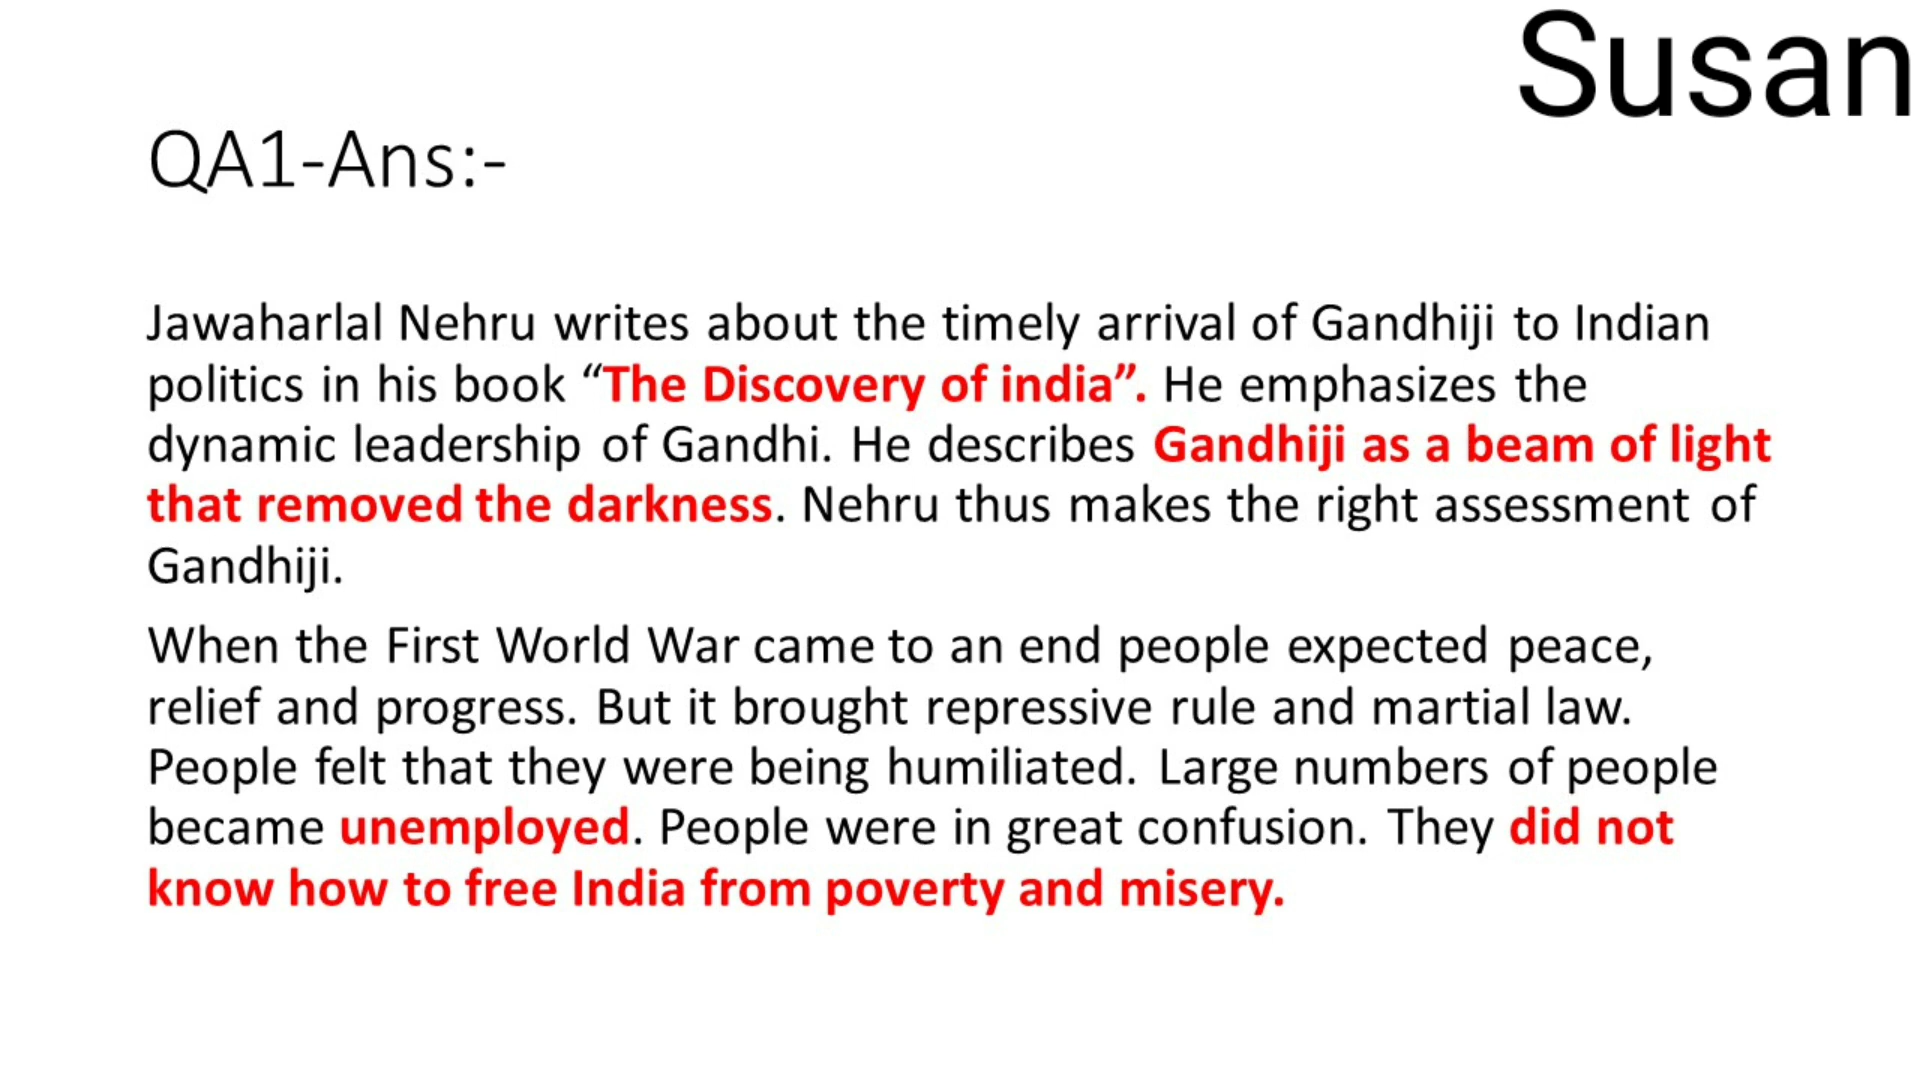 Susan
QA1-Ans:-
Jawaharlal Nehru writes about the timely arrival of Gandhiji to Indian
politics in his book “The Discovery of india”. He emphasizes the
dynamic leadership of Gandhi. He describes Gandhiji as a beam of light
that removed the darkness. Nehru thus makes the right assessment of
Gandhiji.
When the First World War came to an end people expected peace,
relief and progress. But it brought repressive rule and martial law.
People felt that they were being humiliated. Large numbers of people
became unemployed. People were in great confusion. They did not
know how to free India from poverty and misery.